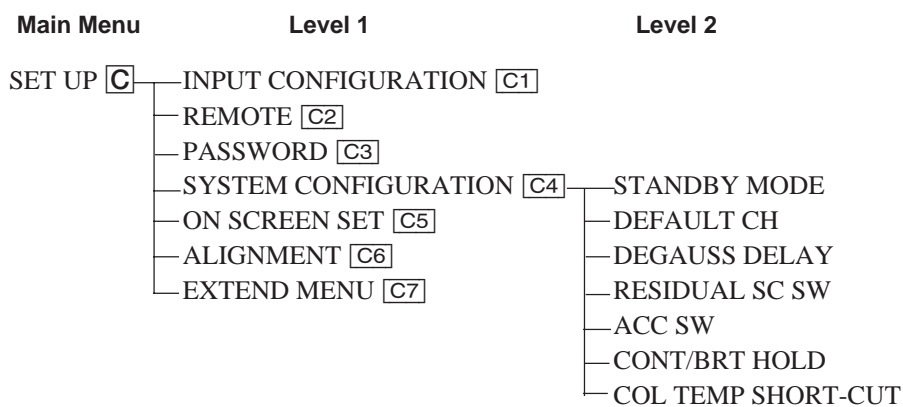 Main Menu Level 1 Level 2
SET UP C INPUT CONFIGURATION C1
REMOTE C2
PASSWORD C3
SYSTEM CONFIGURATION C4 STANDBY MODE
ON SCREEN SET C5 DEFAULT CH
ALIGNMENT C6 DEGAUSS DELAY
EXTEND MENU C7 RESIDUAL SC SW
ACC SW
CONT/BRT HOLD
COL TEMP SHORT-CUT